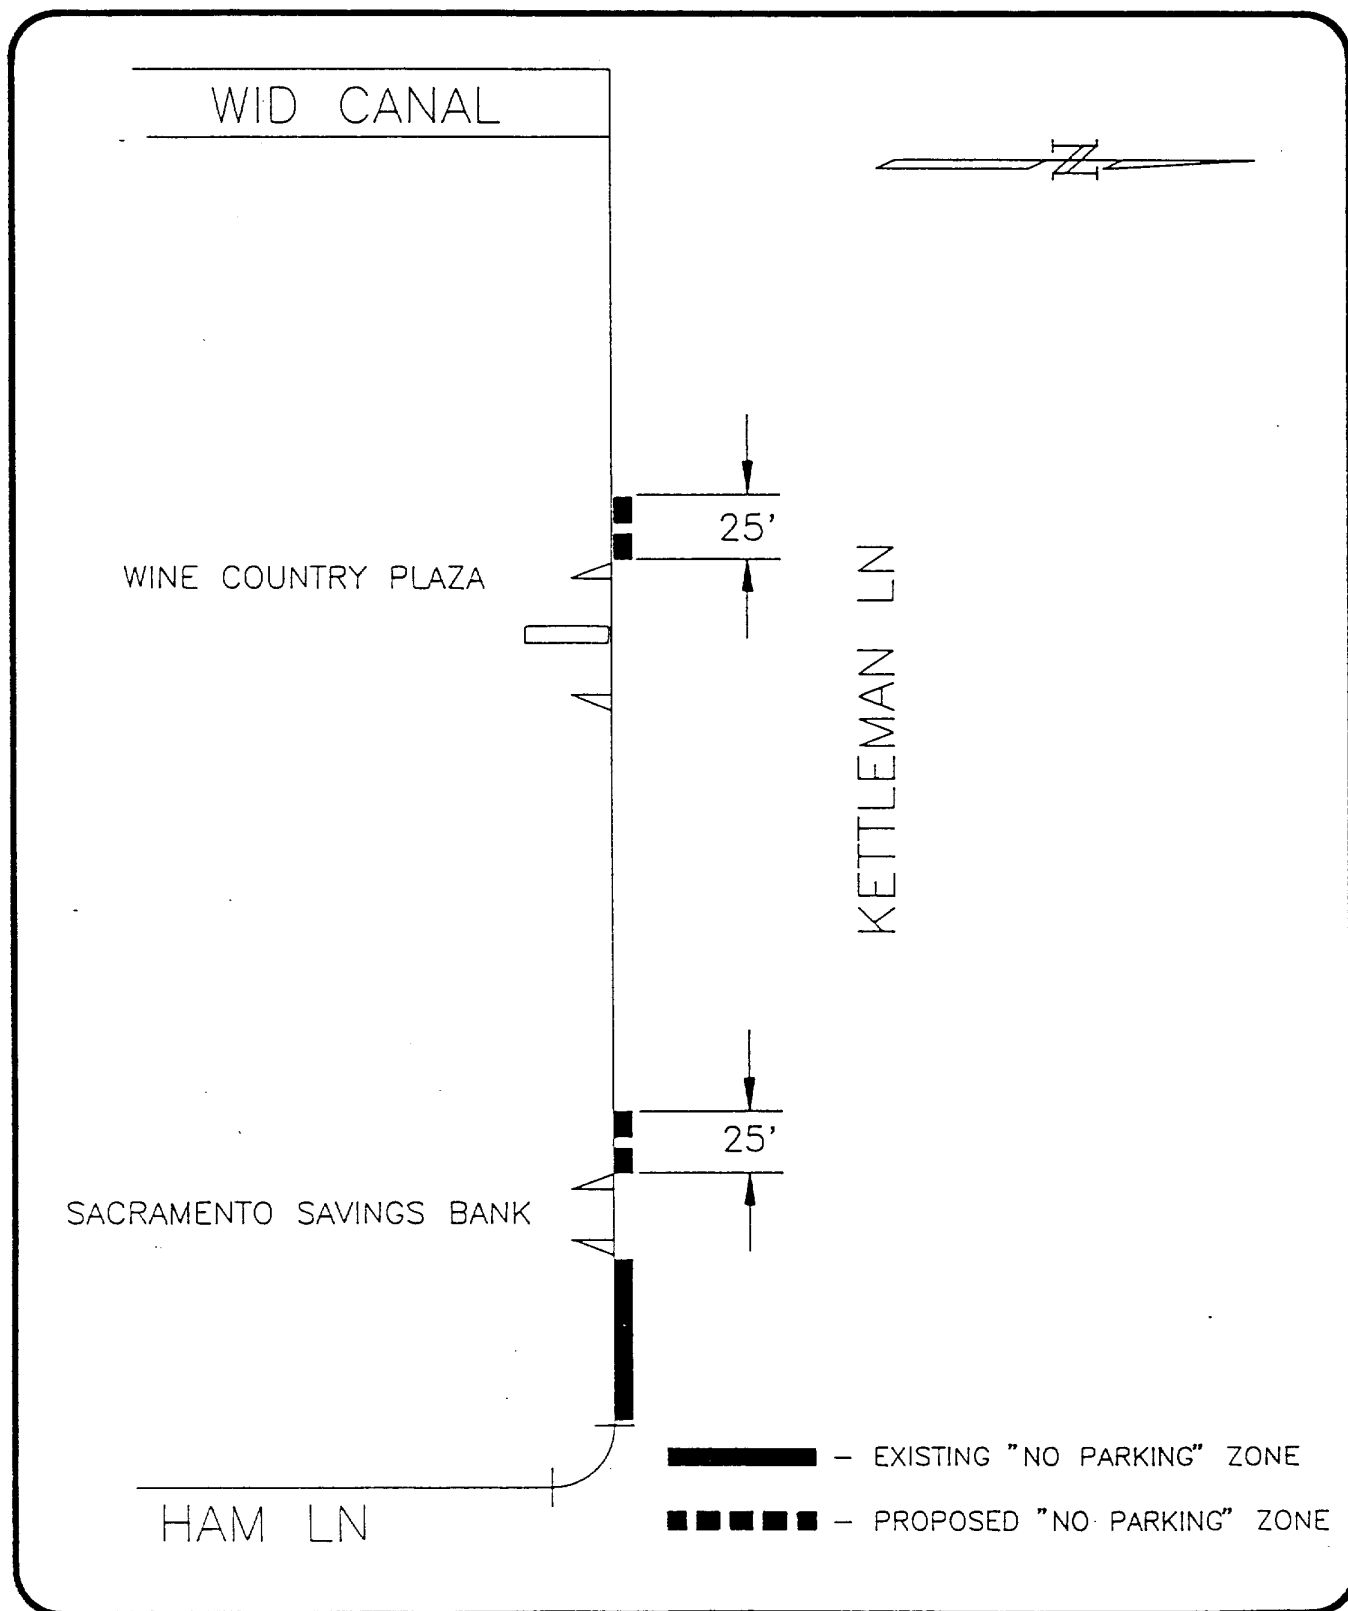 WID CANAL
N
25'
WINE COUNTRY PLAZA
KETTLEMAN LN
25'
SACRAMENTO SAVINGS BANK
— EXISTING "NO PARKING" ZONE
— PROPOSED "NO PARKING" ZONE
HAM LN